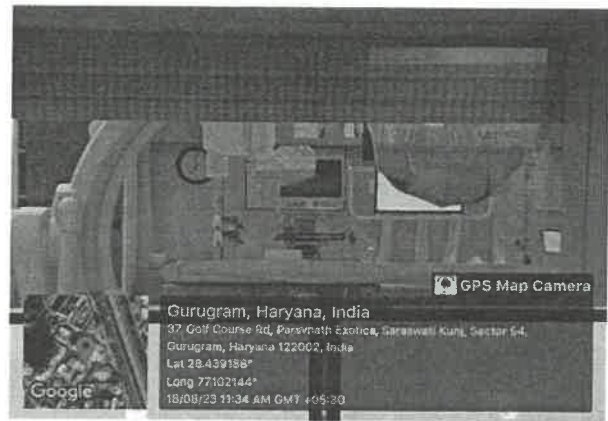 GPS Map Camera
Gurugram, Haryana, India
37, Golf Course Rd, Parsvnath Exotica, Saraswati Kunj, Sector 54,
Gurugram, Haryana 122002, India
Lat 28.439186°
Long 77.102144°
18/08/23 11:34 AM GMT +05:30
Google